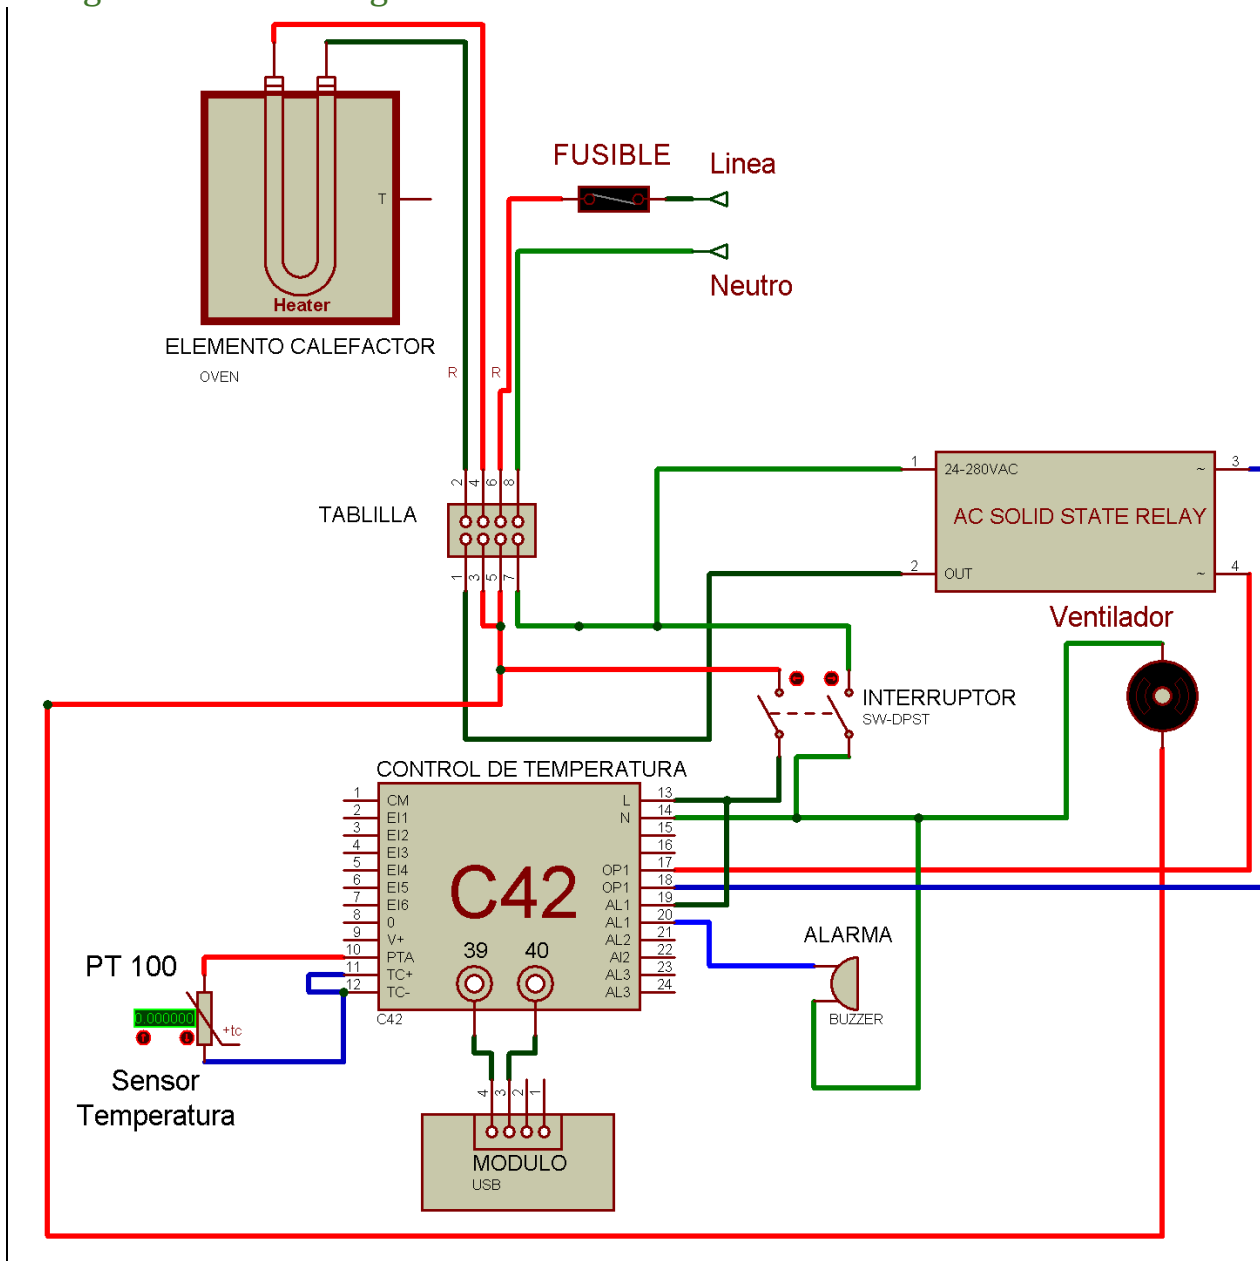 FUSIBLE
Linea
T
Neutro
Heater
ELEMENTO CALEFACTOR
OVEN
R
R
2
4
6
8
TABLILLA
1
3
5
7
1
24-280VAC
~
3
AC SOLID STATE RELAY
2
OUT
~
4
Ventilador
INTERRUPTOR
SW-DPST
CONTROL DE TEMPERATURA
1 CM
2 EI1
3 EI2
4 EI3
5 EI4
6 EI5
7 EI6
8 0
9 V+
10 PTA
11 TC+
12 TC-
L 13
N 14
15
16
OP1 17
OP1 18
AL1 19
AL1 20
AL2 21
AI2 22
AL3 23
AL3 24
C42
39
40
C42
PT 100
0.000000
+tc
Sensor
Temperatura
ALARMA
BUZZER
4
3
2
1
MODULO
USB